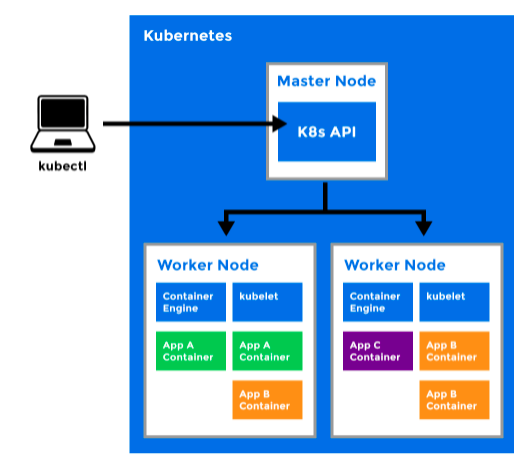 Kubernetes
Master Node
K8s API
kubectl
Worker Node
Container
Engine
kubelet
App A
Container
App A
Container
App B
Container
Worker Node
Container
Engine
kubelet
App C
Container
App B
Container
App B
Container